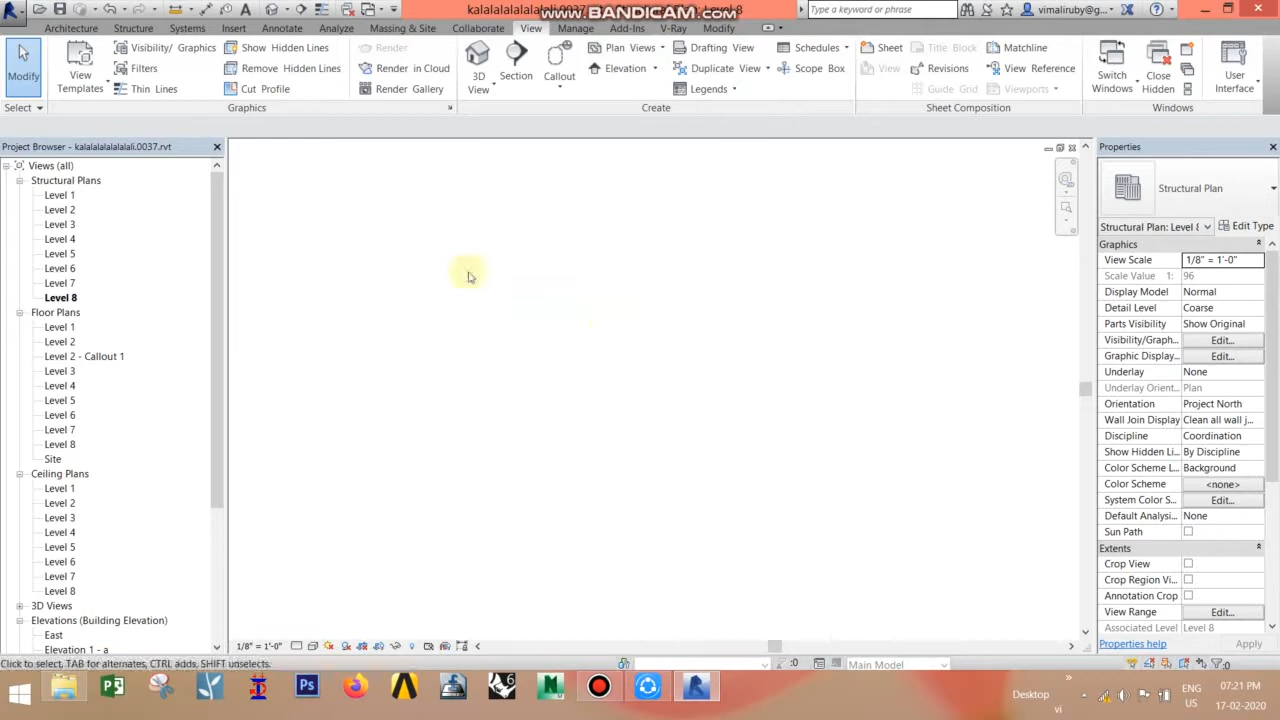 kalalalalalalali.0037
www.BANDICAM.com
Level 8
Type a keyword or phrase
vimaliruby@...
Architecture Structure Systems Insert Annotate Analyze Massing & Site Collaborate View Manage Add-Ins V-Ray Modify
Modify
View
Templates
Visibility/ Graphics
Filters
Thin Lines
Show Hidden Lines
Remove Hidden Lines
Cut Profile
Render
Render in Cloud
Render Gallery
3D
View
Section
Callout
Plan Views
Elevation
Drafting View
Duplicate View
Legends
Schedules
Scope Box
Sheet
View
Title Block
Revisions
Guide Grid
Matchline
View Reference
Viewports
Switch
Windows
Close
Hidden
User
Interface
Select Graphics Create Sheet Composition Windows
Project Browser - kalalalalalalali.0037.rvt
Views (all)
Structural Plans
Level 1
Level 2
Level 3
Level 4
Level 5
Level 6
Level 7
Level 8
Floor Plans
Level 1
Level 2
Level 2 - Callout 1
Level 3
Level 4
Level 5
Level 6
Level 7
Level 8
Site
Ceiling Plans
Level 1
Level 2
Level 3
Level 4
Level 5
Level 6
Level 7
Level 8
3D Views
Elevations (Building Elevation)
East
Elevation 1 - a
Properties
Structural Plan
Structural Plan: Level 8
Edit Type
Graphics
View Scale 1/8" = 1'-0"
Scale Value 1: 96
Display Model Normal
Detail Level Coarse
Parts Visibility Show Original
Visibility/Graph... Edit...
Graphic Display... Edit...
Underlay None
Underlay Orient... Plan
Orientation Project North
Wall Join Display Clean all wall j...
Discipline Coordination
Show Hidden Li... By Discipline
Color Scheme L... Background
Color Scheme <none>
System Color S... Edit...
Default Analysi... None
Sun Path
Extents
Crop View
Crop Region Vi...
Annotation Crop
View Range Edit...
Associated Level Level 8
Properties help Apply
1/8" = 1'-0"
Click to select, TAB for alternates, CTRL adds, SHIFT unselects.
:0
Main Model
:0
Ps
6
N
Desktop
vi
ENG
US
07:21 PM
17-02-2020